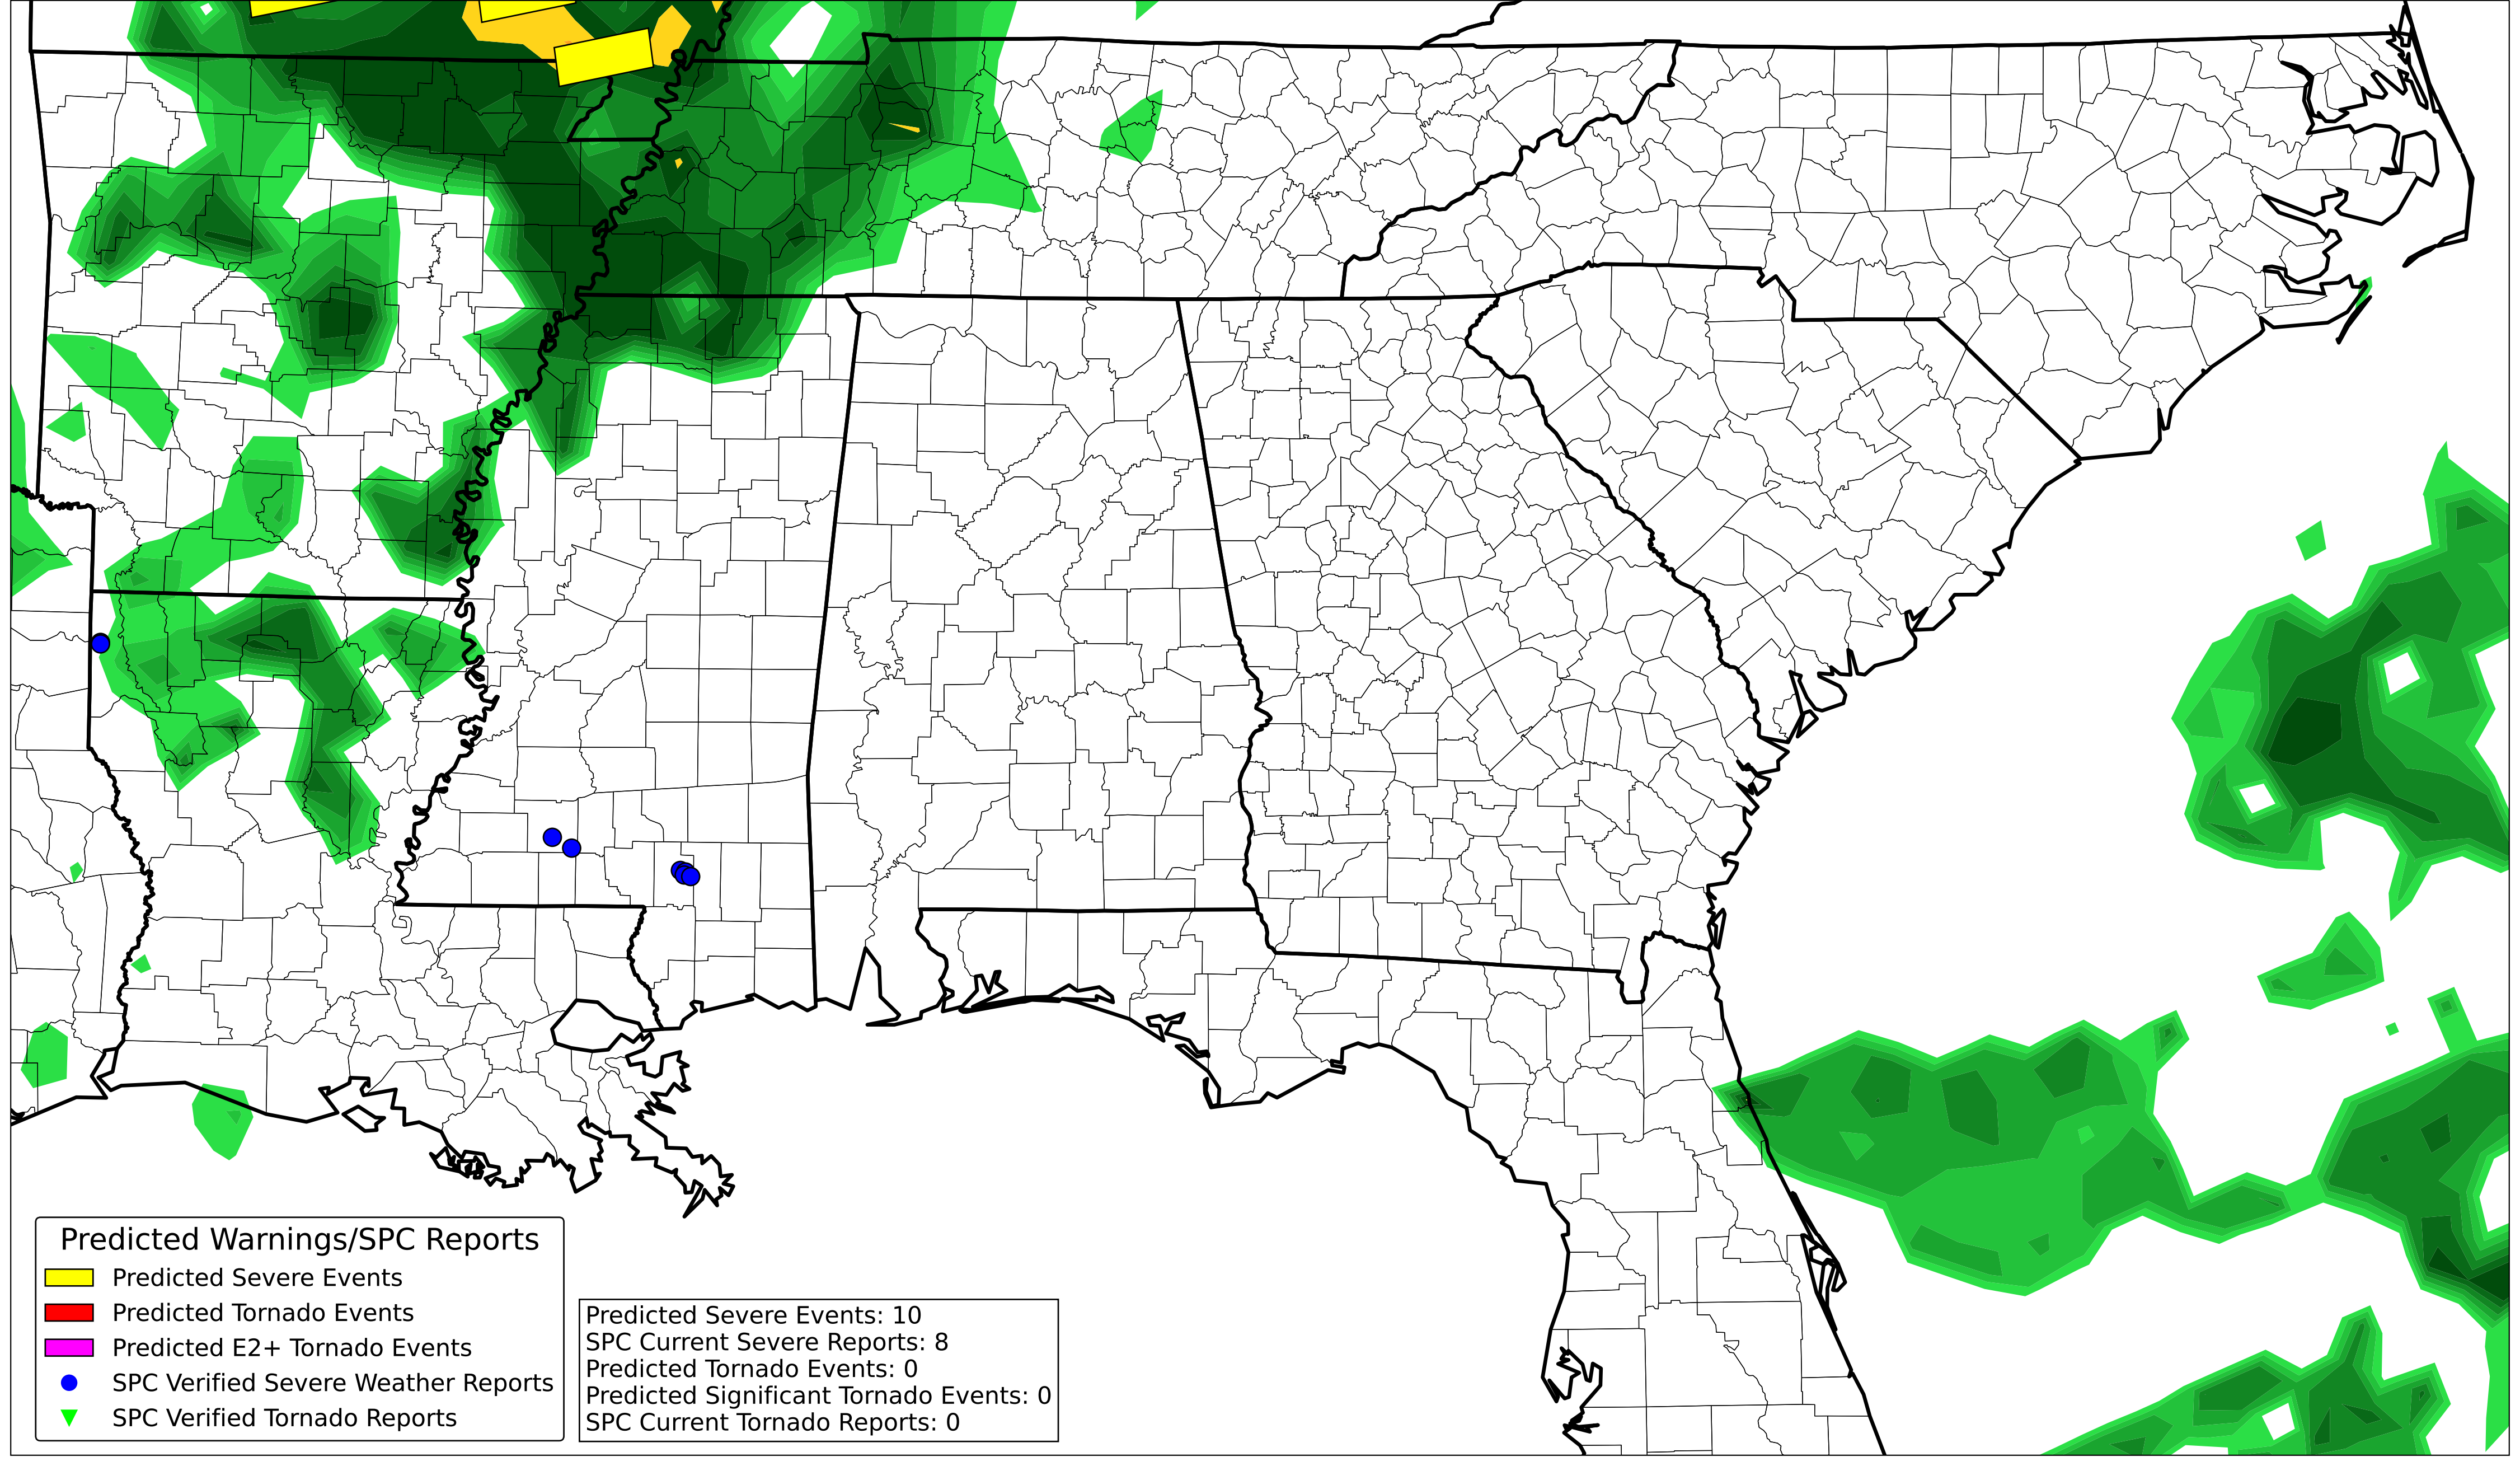 Predicted Warnings/SPC Reports
Predicted Severe Events
Predicted Tornado Events
Predicted E2+ Tornado Events
SPC Verified Severe Weather Reports
SPC Verified Tornado Reports
Predicted Severe Events: 10
SPC Current Severe Reports: 8
Predicted Tornado Events: 0
Predicted Significant Tornado Events: 0
SPC Current Tornado Reports: 0